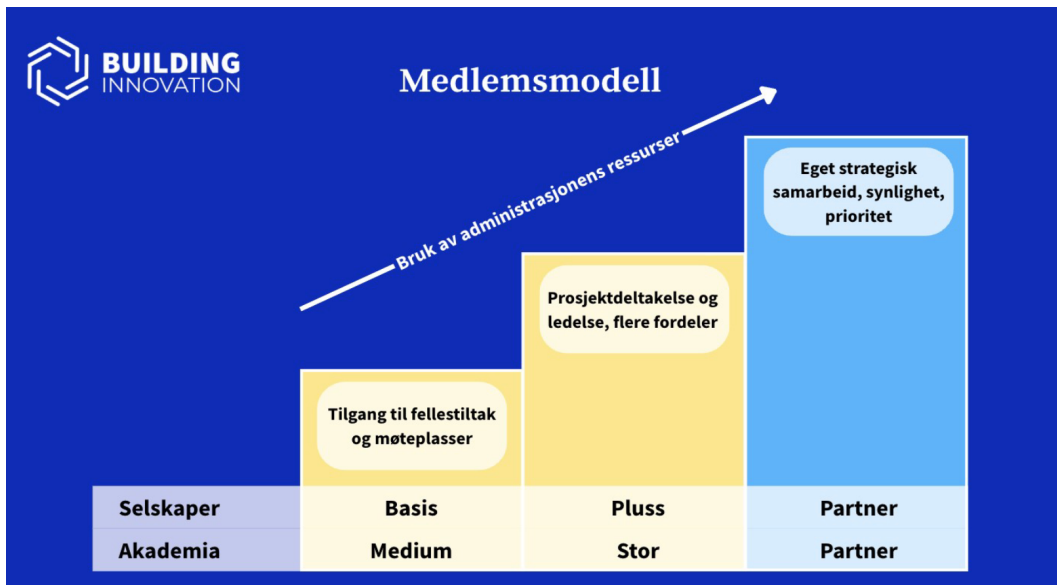 BUILDING
INNOVATION
Medlemsmodell
Bruk av administrasjonens ressurser
Eget strategisk
samarbeid, synlighet,
prioritet
Prosjektdeltakelse og
ledelse, flere fordeler
Tilgang til fellestiltak
og møteplasser
Selskaper Basis Pluss Partner
Akademia Medium Stor Partner